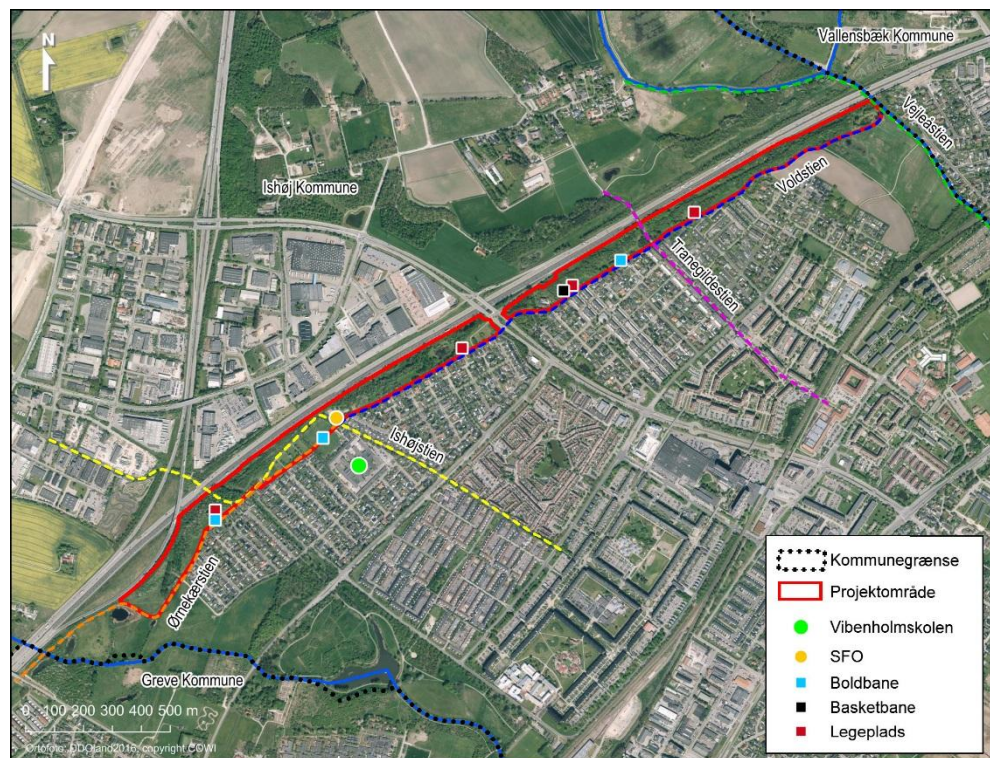 Vallensbæk Kommune
N
Vejleåstien
Ishøj Kommune
Voldstien
Tranegildestien
Ishøjstien
Ørnekærstien
Greve Kommune
0 100 200 300 400 500 m
Ortofoto: DDOland2016, copyright COWI
Kommunegrænse
Projektområde
Vibenholmskolen
SFO
Boldbane
Basketbane
Legeplads